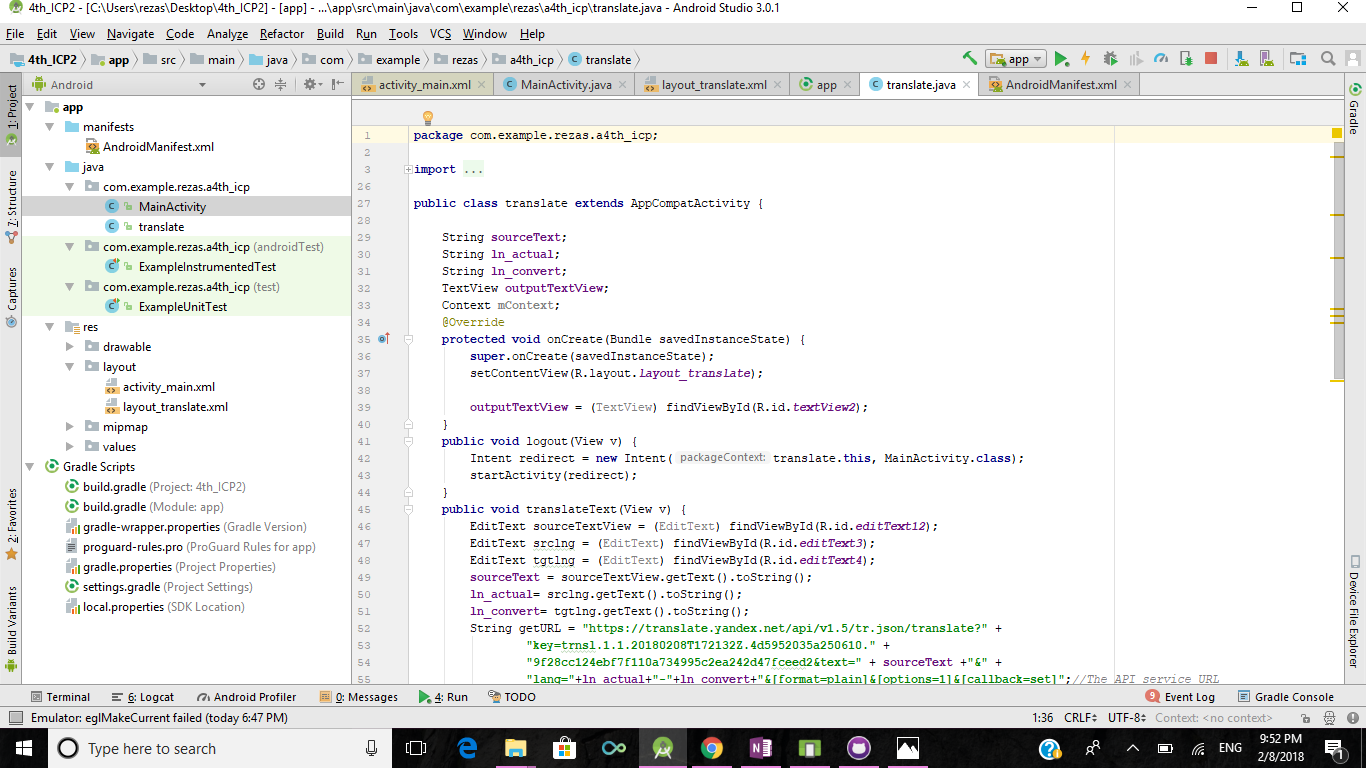 4th_ICP2 - [C:\Users\rezas\Desktop\4th_ICP2] - [app] - ...\app\src\main\java\com\example\rezas\a4th_icp\translate.java - Android Studio 3.0.1
File Edit View Navigate Code Analyze Refactor Build Run Tools VCS Window Help
4th_ICP2 app src main java com example rezas a4th_icp translate app
Android
activity_main.xml MainActivity.java layout_translate.xml app translate.java AndroidManifest.xml
1: Project
7: Structure
Captures
2: Favorites
Build Variants
app
manifests
AndroidManifest.xml
java
com.example.rezas.a4th_icp
MainActivity
translate
com.example.rezas.a4th_icp (androidTest)
ExampleInstrumentedTest
com.example.rezas.a4th_icp (test)
ExampleUnitTest
res
drawable
layout
activity_main.xml
layout_translate.xml
mipmap
values
Gradle Scripts
build.gradle (Project: 4th_ICP2)
build.gradle (Module: app)
gradle-wrapper.properties (Gradle Version)
proguard-rules.pro (ProGuard Rules for app)
gradle.properties (Project Properties)
settings.gradle (Project Settings)
local.properties (SDK Location)
1 package com.example.rezas.a4th_icp;
2
3 import ...
26
27 public class translate extends AppCompatActivity {
28
29 String sourceText;
30 String ln_actual;
31 String ln_convert;
32 TextView outputTextView;
33 Context mContext;
34 @Override
35 protected void onCreate(Bundle savedInstanceState) {
36 super.onCreate(savedInstanceState);
37 setContentView(R.layout.layout_translate);
38
39 outputTextView = (TextView) findViewById(R.id.textView2);
40 }
41 public void logout(View v) {
42 Intent redirect = new Intent( packageContext: translate.this, MainActivity.class);
43 startActivity(redirect);
44 }
45 public void translateText(View v) {
46 EditText sourceTextView = (EditText) findViewById(R.id.editText12);
47 EditText srclng = (EditText) findViewById(R.id.editText3);
48 EditText tgtlng = (EditText) findViewById(R.id.editText4);
49 sourceText = sourceTextView.getText().toString();
50 ln_actual= srclng.getText().toString();
51 ln_convert= tgtlng.getText().toString();
52 String getURL = "https://translate.yandex.net/api/v1.5/tr.json/translate?" +
53 "key=trnsl.1.1.20180208T172132Z.4d5952035a250610." +
54 "9f28cc124ebf7f110a734995c2ea242d47fceed2&text=" + sourceText +"&" +
55 "lang="+ln_actual+"-"+ln_convert+"&[format=plain]&[options=1]&[callback=set]";//The API service URL
Gradle
Device File Explorer
Terminal 6: Logcat Android Profiler 0: Messages 4: Run TODO 9 Event Log Gradle Console
Emulator: eglMakeCurrent failed (today 6:47 PM) 1:36 CRLF UTF-8 Context: <no context>
Type here to search ENG 9:52 PM
2/8/2018 1